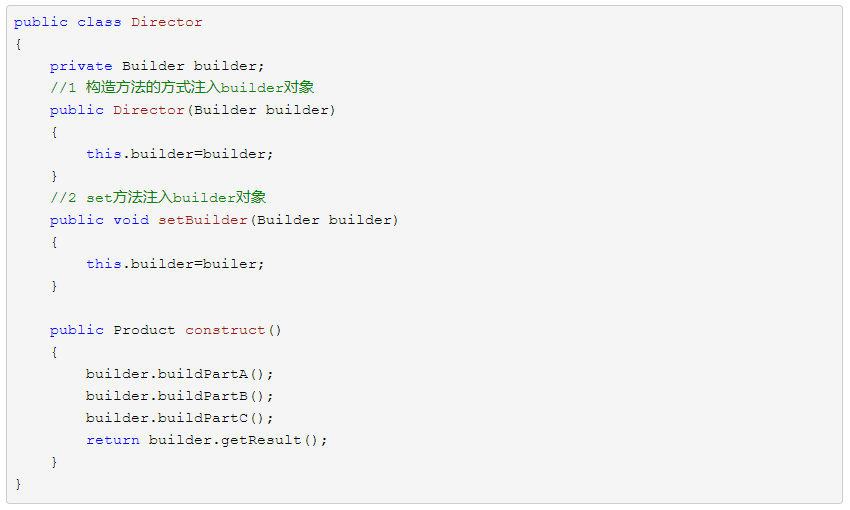 public class Director
{
    private Builder builder;
    //1 构造方法的方式注入builder对象
    public Director(Builder builder)
    {
        this.builder=builder;
    }
    //2 set方法注入builder对象
    public void setBuilder(Builder builder)
    {
        this.builder=builer;
    }

    public Product construct()
    {
        builder.buildPartA();
        builder.buildPartB();
        builder.buildPartC();
        return builder.getResult();
    }
}